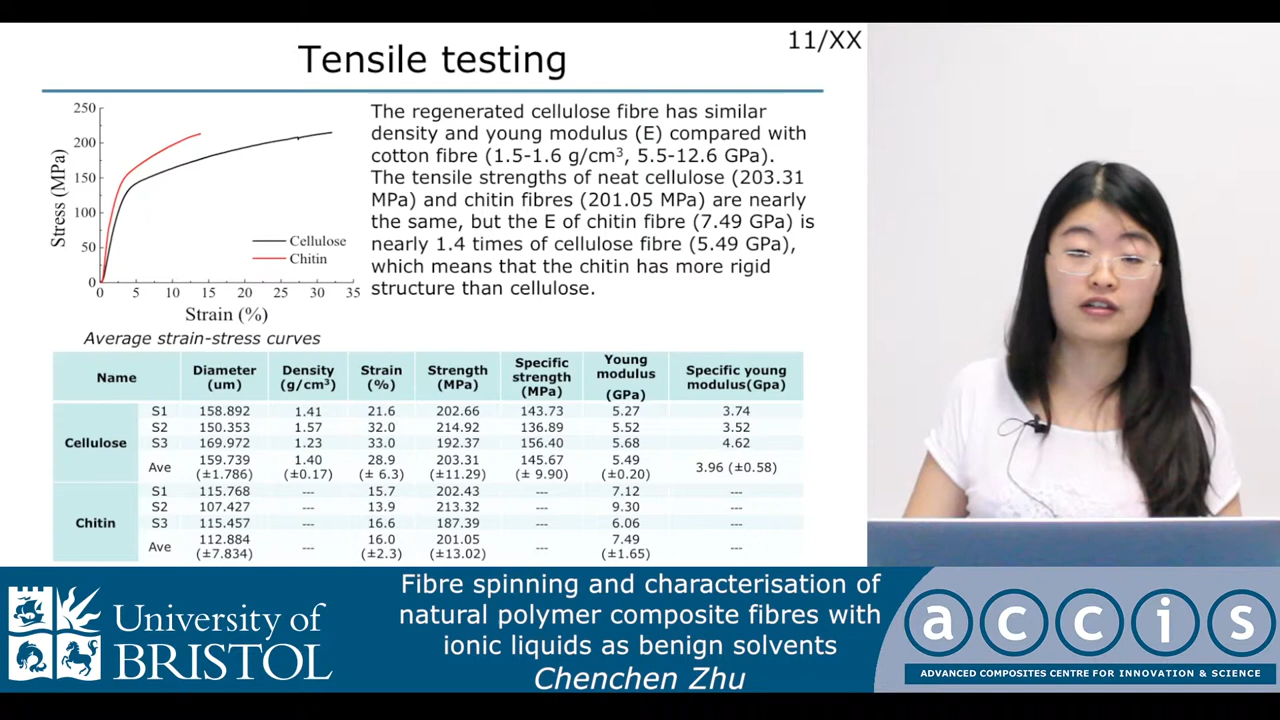 11/XX
Tensile testing
250
200
150
100
50
0
Stress (MPa)
Cellulose
Chitin
0 5 10 15 20 25 30 35
Strain (%)
Average strain-stress curves
The regenerated cellulose fibre has similar
density and young modulus (E) compared with
cotton fibre (1.5-1.6 g/cm³, 5.5-12.6 GPa).
The tensile strengths of neat cellulose (203.31
MPa) and chitin fibres (201.05 MPa) are nearly
the same, but the E of chitin fibre (7.49 GPa) is
nearly 1.4 times of cellulose fibre (5.49 GPa),
which means that the chitin has more rigid
structure than cellulose.
Name Diameter (um) Density (g/cm³) Strain (%) Strength (MPa) Specific strength (MPa) Young modulus (GPa) Specific young modulus(Gpa)
Cellulose
S1 158.892 1.41 21.6 202.66 143.73 5.27 3.74
S2 150.353 1.57 32.0 214.92 136.89 5.52 3.52
S3 169.972 1.23 33.0 192.37 156.40 5.68 4.62
Ave 159.739 (±1.786) 1.40 (±0.17) 28.9 (± 6.3) 203.31 (±11.29) 145.67 (± 9.90) 5.49 (±0.20) 3.96 (±0.58)
Chitin
S1 115.768 --- 15.7 202.43 --- 7.12 ---
S2 107.427 --- 13.9 213.32 --- 9.30 ---
S3 115.457 --- 16.6 187.39 --- 6.06 ---
Ave 112.884 (±7.834) --- 16.0 (±2.3) 201.05 (±13.02) --- 7.49 (±1.65) ---
University of
BRISTOL
Fibre spinning and characterisation of
natural polymer composite fibres with
ionic liquids as benign solvents
Chenchen Zhu
accis
ADVANCED COMPOSITES CENTRE FOR INNOVATION & SCIENCE